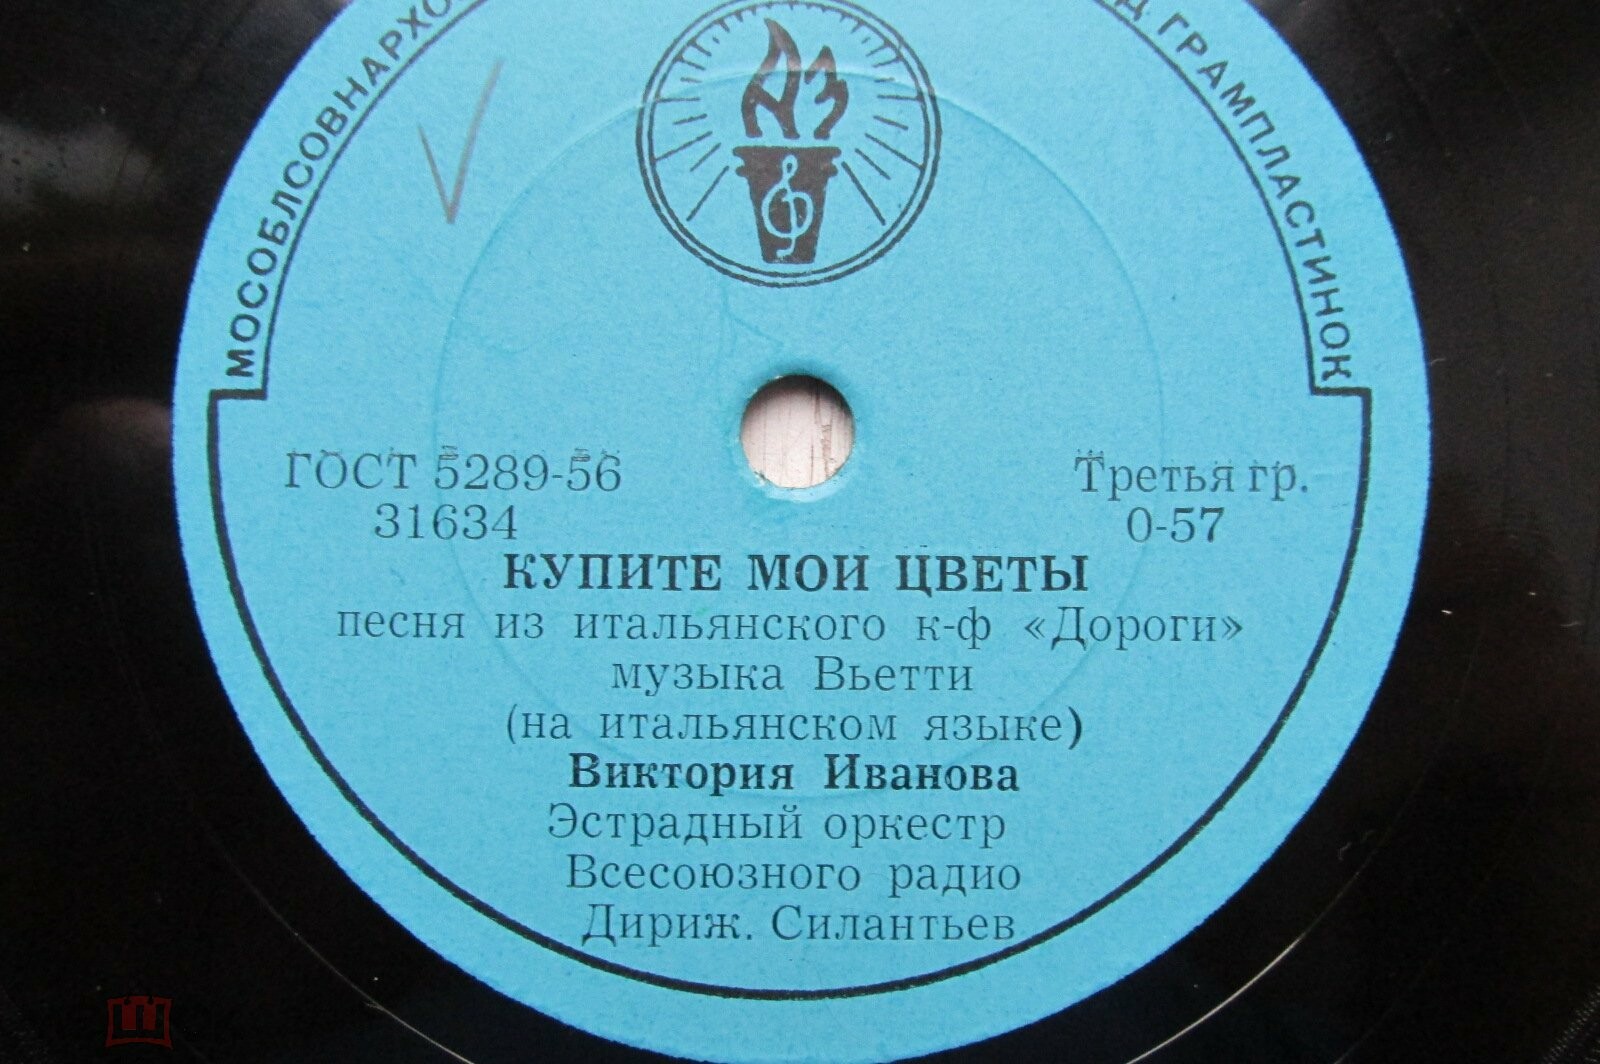 МОСОБЛСОВНАРХО
Д ГРАМПЛАСТИНОК
АЗ
ГОСТ 5289-56
Третья гр.
31634
0-57
КУПИТЕ МОИ ЦВЕТЫ
песня из итальянского к-ф «Дороги»
музыка Вьетти
(на итальянском языке)
Виктория Иванова
Эстрадный оркестр
Всесоюзного радио
Дириж. Силантьев